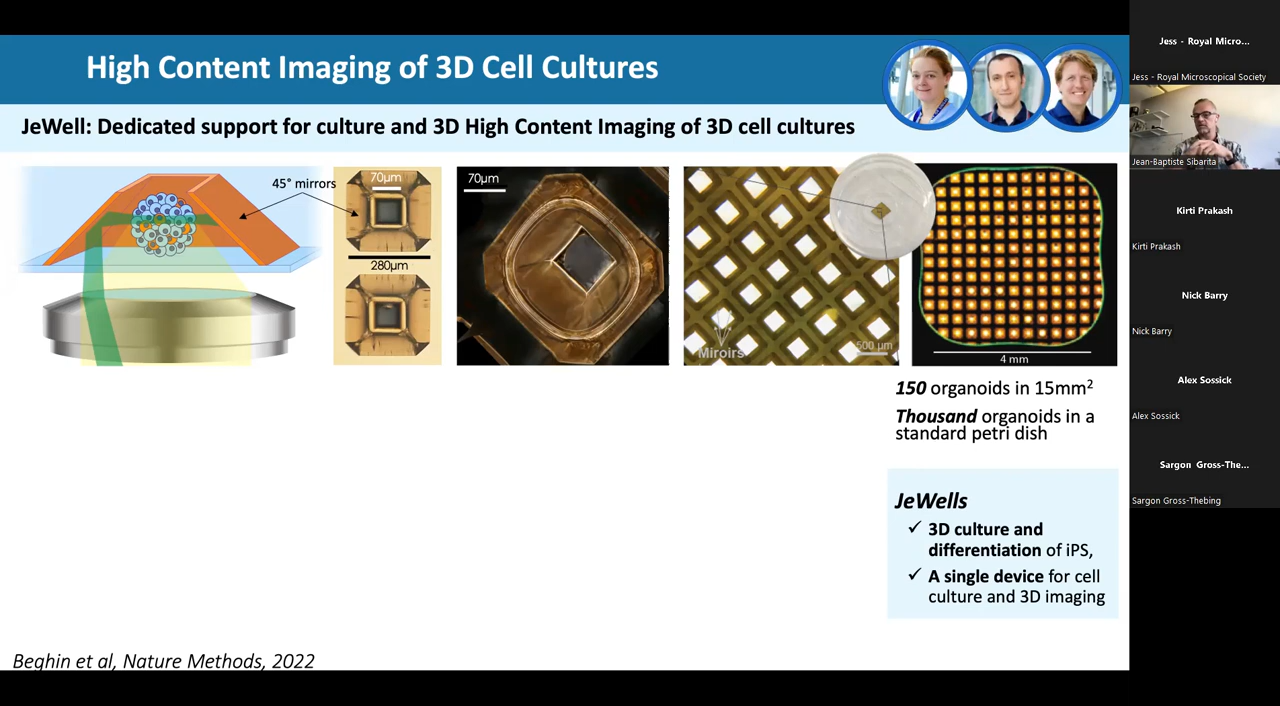 High Content Imaging of 3D Cell Cultures
JeWell: Dedicated support for culture and 3D High Content Imaging of 3D cell cultures
45° mirrors
70µm
280µm
70µm
Miroirs
500 µm
4 mm
150 organoids in 15mm²
Thousand organoids in a
standard petri dish
JeWells
✓ 3D culture and
differentiation of iPS,
✓ A single device for cell
culture and 3D imaging
Beghin et al, Nature Methods, 2022
Jess - Royal Micro...
Jess - Royal Microscopical Society
Jean-Baptiste Sibarita
Kirti Prakash
Kirti Prakash
Nick Barry
Nick Barry
Alex Sossick
Alex Sossick
Sargon Gross-The...
Sargon Gross-Thebing